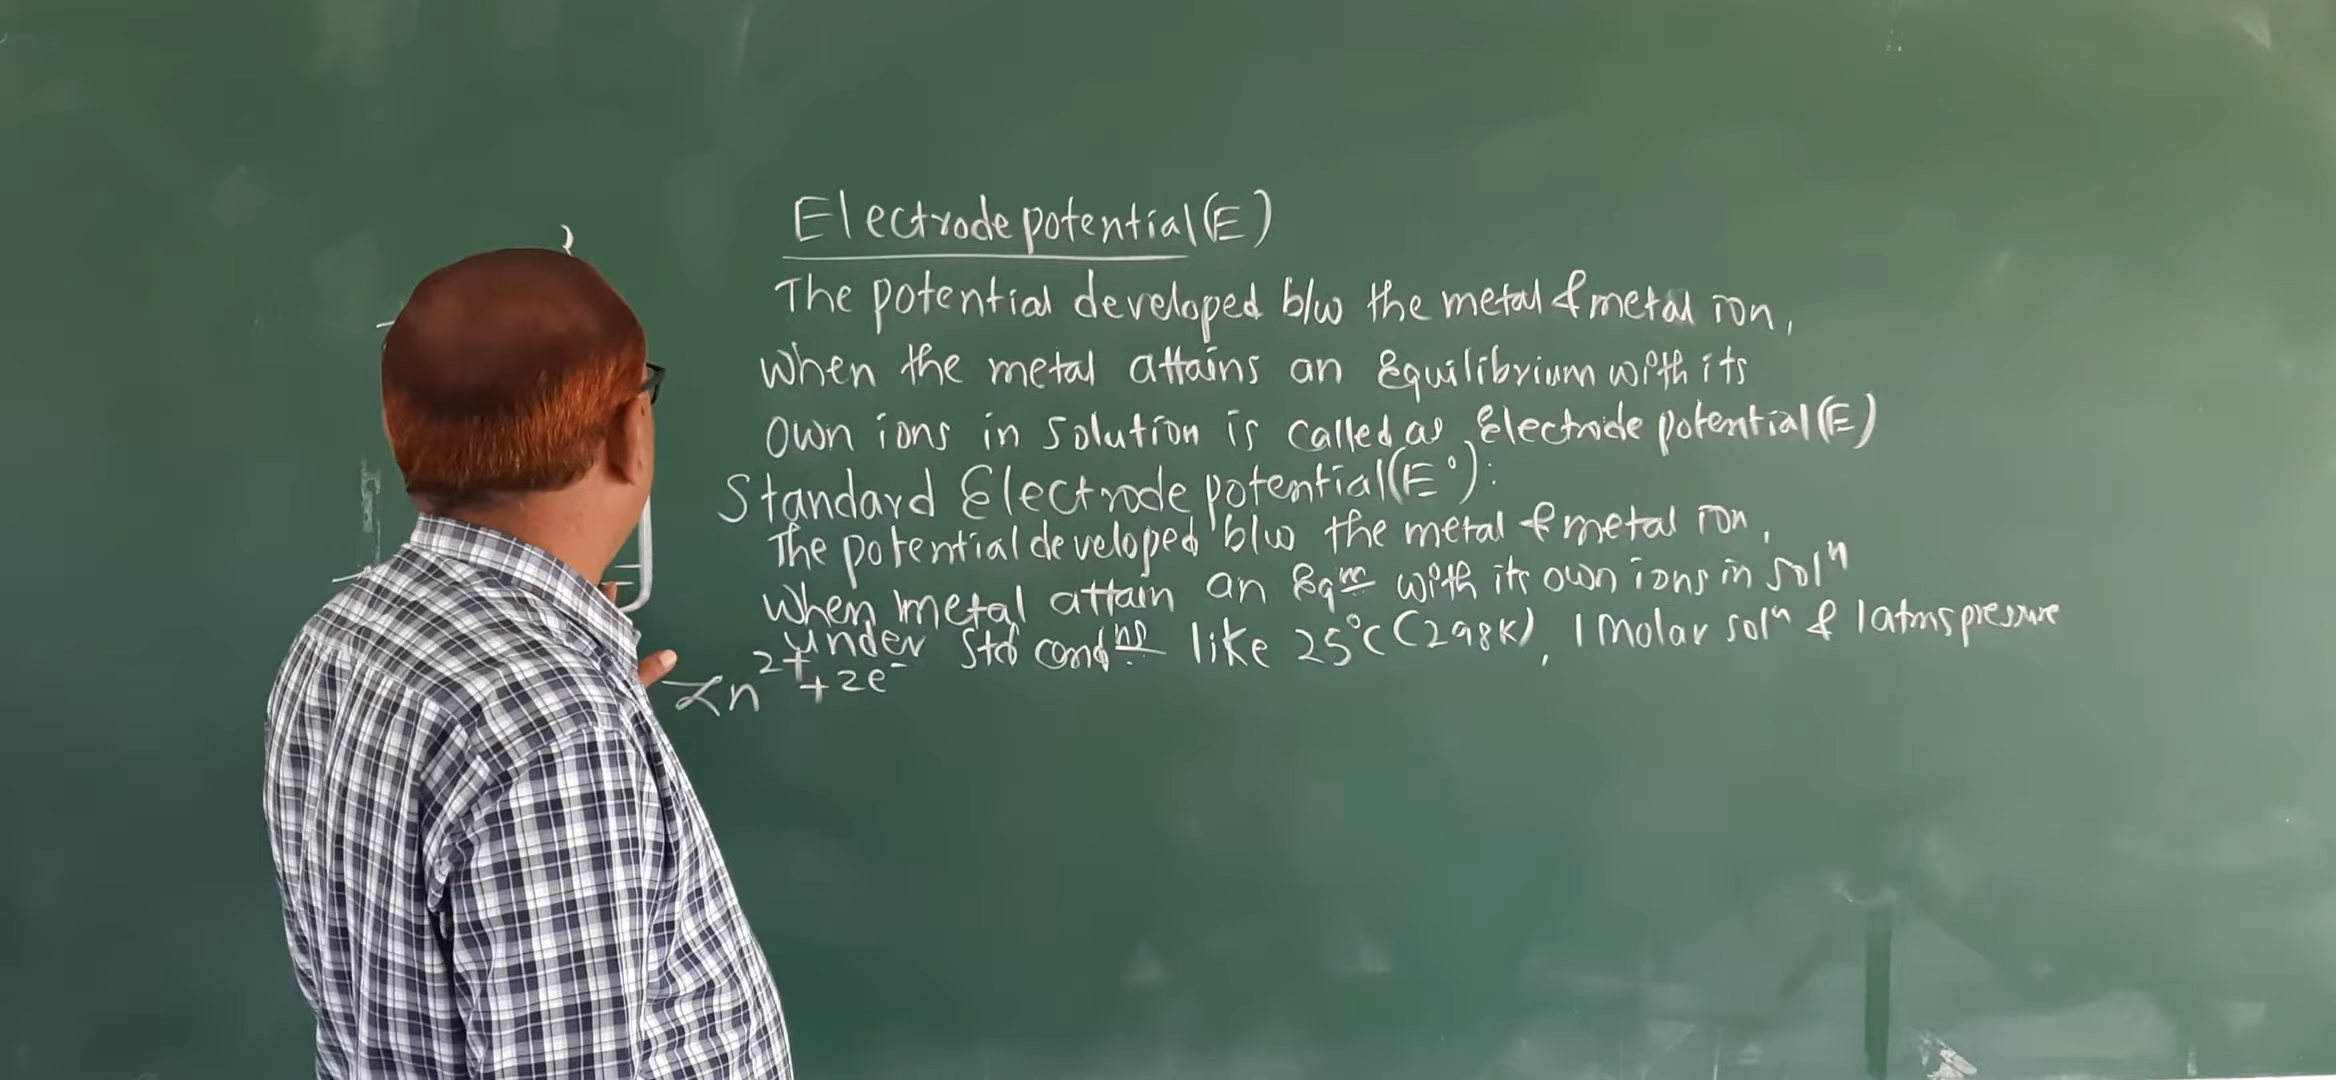 Electrode potential (E)
The potential developed b/w the metal & metal ion,
when the metal attains an Equilibrium with its
own ions in solution is called as Electrode potential (E)
Standard Electrode potential (E°):
The potential developed b/w the metal & metal ion,
when metal attain an Eqm with its own ions in solⁿ
under Std condns like 25°C (298K), 1 Molar solⁿ & 1atms pressure
Zn²⁺ + 2e⁻